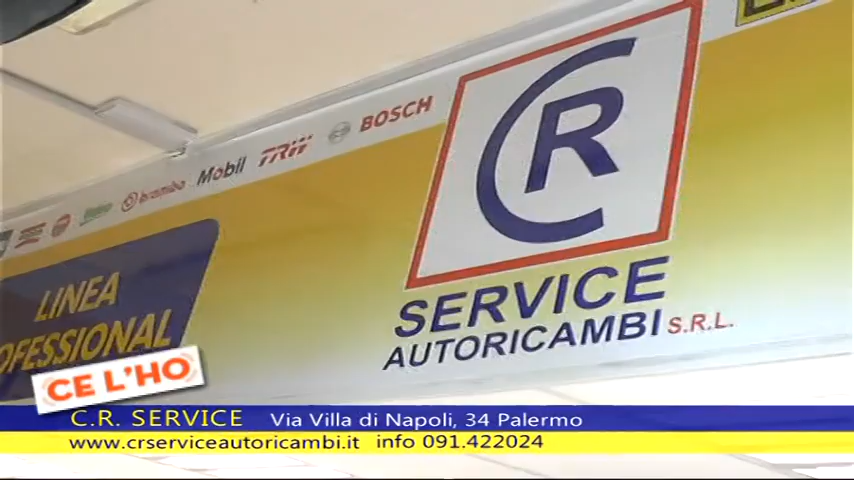 BOSCH
TRW
Mobil
brembo
CR
SERVICE
AUTORICAMBI S.R.L.
LINEA
OFESSIONAL
CE L'HO
C.R. SERVICE Via Villa di Napoli, 34 Palermo
www.crserviceautoricambi.it info 091.422024